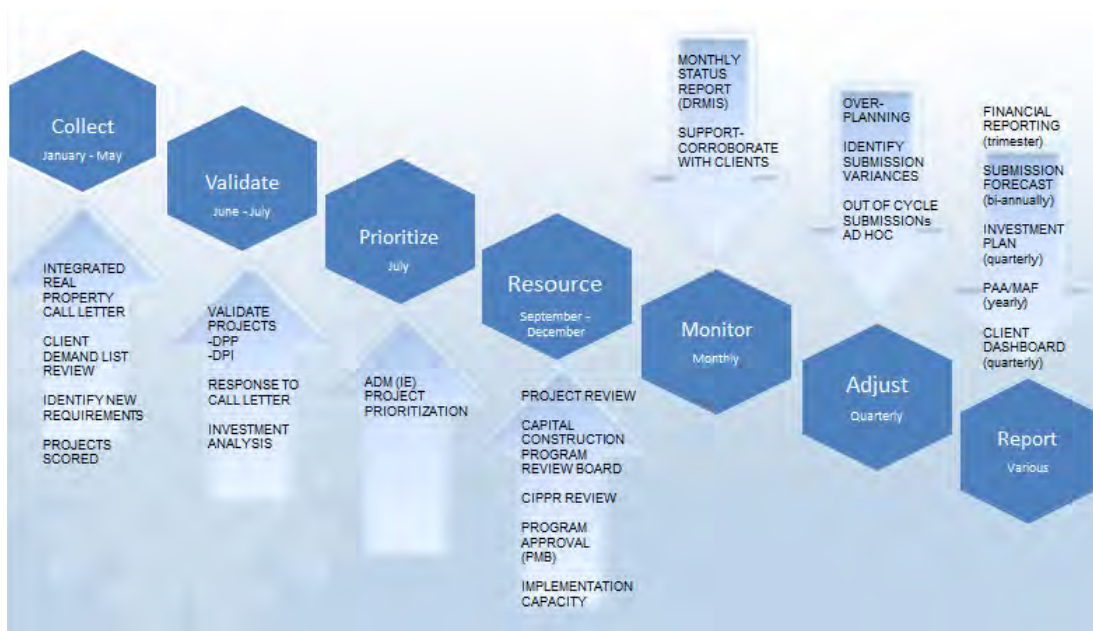 Collect
January - May
INTEGRATED
REAL
PROPERTY
CALL LETTER
CLIENT
DEMAND LIST
REVIEW
IDENTIFY NEW
REQUIREMENTS
PROJECTS
SCORED
Validate
June - July
VALIDATE
PROJECTS
-DPP
-DPI
RESPONSE TO
CALL LETTER
INVESTMENT
ANALYSIS
Prioritize
July
ADM (IE)
PROJECT
PRIORITIZATION
Resource
September –
December
PROJECT REVIEW
CAPITAL
CONSTRUCTION
PROGRAM
REVIEW BOARD
CIPPR REVIEW
PROGRAM
APPROVAL
(PMB)
IMPLEMENTATION
CAPACITY
MONTHLY
STATUS
REPORT
(DRMIS)
SUPPORT-
CORROBORATE
WITH CLIENTS
Monitor
Monthly
OVER-
PLANNING
IDENTIFY
SUBMISSION
VARIANCES
OUT OF CYCLE
SUBMISSIONs
AD HOC
Adjust
Quarterly
FINANCIAL
REPORTING
(trimester)
SUBMISSION
FORECAST
(bi-annually)
INVESTMENT
PLAN
(quarterly)
PAA/MAF
(yearly)
CLIENT
DASHBOARD
(quarterly)
Report
Various